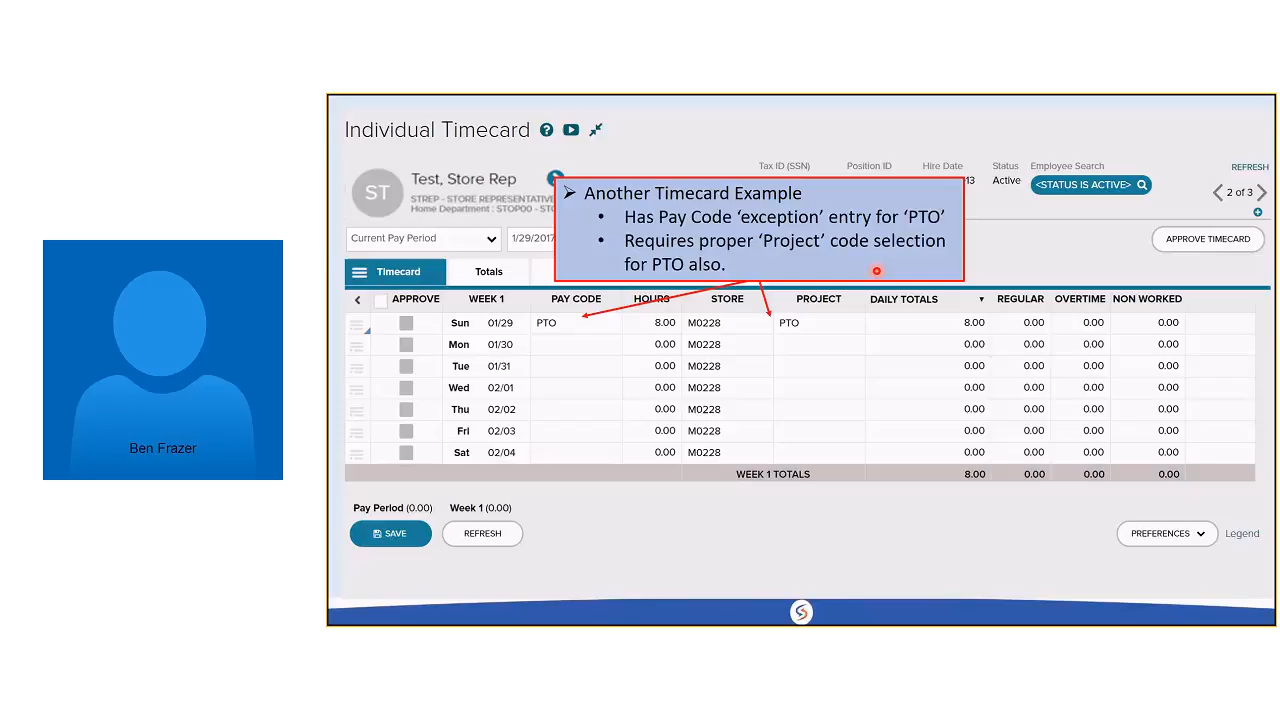 Individual Timecard
Tax ID (SSN) Position ID Hire Date Status Employee Search REFRESH
ST Test, Store Rep 13 Active <STATUS IS ACTIVE> 2 of 3
STREP - STORE REPRESENTATIVE
Home Department : STOP00 - STO
➢ Another Timecard Example
• Has Pay Code ‘exception’ entry for ‘PTO’
• Requires proper ‘Project’ code selection
for PTO also.
Current Pay Period 1/29/2017 APPROVE TIMECARD
Timecard Totals
APPROVE WEEK 1 PAY CODE HOURS STORE PROJECT DAILY TOTALS REGULAR OVERTIME NON WORKED
Sun 01/29 PTO 8.00 M0228 PTO 8.00 0.00 0.00 0.00
Mon 01/30 0.00 M0228 0.00 0.00 0.00 0.00
Tue 01/31 0.00 M0228 0.00 0.00 0.00 0.00
Wed 02/01 0.00 M0228 0.00 0.00 0.00 0.00
Thu 02/02 0.00 M0228 0.00 0.00 0.00 0.00
Fri 02/03 0.00 M0228 0.00 0.00 0.00 0.00
Sat 02/04 0.00 M0228 0.00 0.00 0.00 0.00
WEEK 1 TOTALS 8.00 0.00 0.00 0.00
Pay Period (0.00) Week 1 (0.00)
SAVE REFRESH PREFERENCES Legend
Ben Frazer